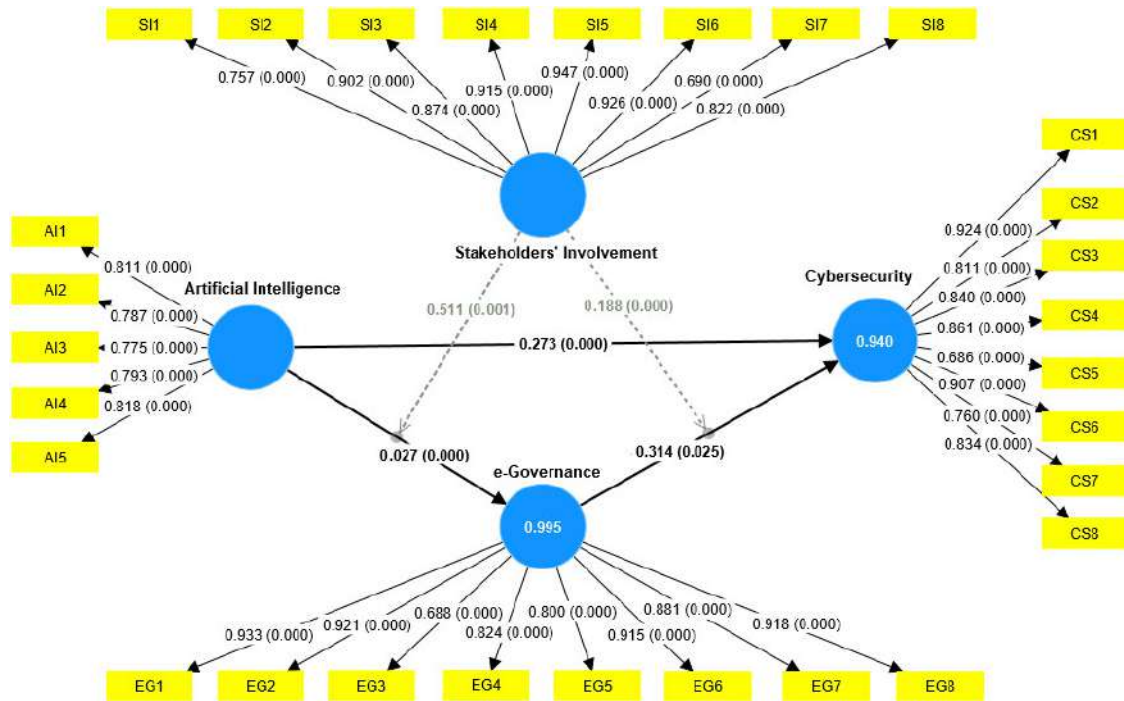 SI1 SI2 SI3 SI4 SI5 SI6 SI7 SI8
0.757 (0.000) 0.902 (0.000) 0.874 (0.000) 0.915 (0.000) 0.947 (0.000) 0.926 (0.000) 0.690 (0.000) 0.822 (0.000)
Stakeholders' Involvement
AI1
AI2
AI3
AI4
AI5
0.811 (0.000)
0.787 (0.000)
0.775 (0.000)
0.793 (0.000)
0.818 (0.000)
Artificial Intelligence
0.511 (0.001)
0.188 (0.000)
0.273 (0.000)
0.027 (0.000)
0.314 (0.025)
Cybersecurity
0.940
0.924 (0.000)
0.811 (0.000)
0.840 (0.000)
0.861 (0.000)
0.686 (0.000)
0.907 (0.000)
0.760 (0.000)
0.834 (0.000)
CS1
CS2
CS3
CS4
CS5
CS6
CS7
CS8
e-Governance
0.995
0.933 (0.000) 0.921 (0.000) 0.688 (0.000) 0.824 (0.000) 0.800 (0.000) 0.915 (0.000) 0.881 (0.000) 0.918 (0.000)
EG1 EG2 EG3 EG4 EG5 EG6 EG7 EG8